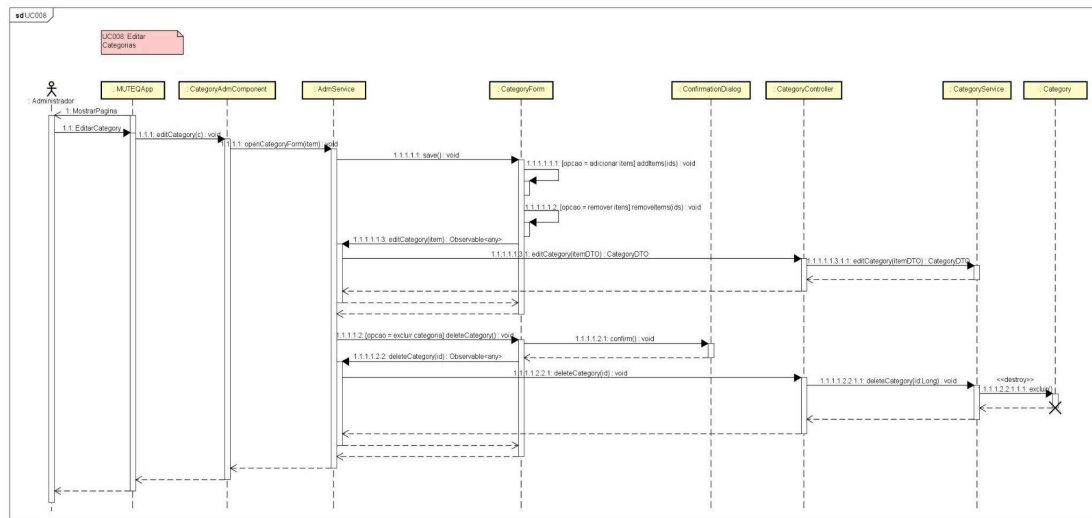 sd UC008
UC008: Editar
Categorias
: Administrador
: MUTEQApp
: CategoryAdmComponent
: AdmService
: CategoryForm
: ConfirmationDialog
: CategoryController
: CategoryService
: Category
1: MostrarPagina
1.1: EditarCategory
1.1.1: editCategory(c) : void
1.1.1.1: openCategoryForm(item) : void
1.1.1.1.1: save() : void
1.1.1.1.1.1: [opcao = adicionar itens] addItems(ids) : void
1.1.1.1.1.2: [opcao = remover itens] removeItems(ids) : void
1.1.1.1.1.3: editCategory(item) : Observable<any>
1.1.1.1.1.3.1: editCategory(itemDTO) : CategoryDTO
1.1.1.1.1.3.1.1: editCategory(itemDTO) : CategoryDTO
1.1.1.1.2: [opcao = excluir categoria] deleteCategory() : void
1.1.1.1.2.1: confirm() : void
1.1.1.1.2.2: deleteCategory(id) : Observable<any>
1.1.1.1.2.2.1: deleteCategory(id) : void
1.1.1.1.2.2.1.1: deleteCategory(id:Long) : void
<<destroy>>
1.1.1.1.2.2.1.1.1: excluir()